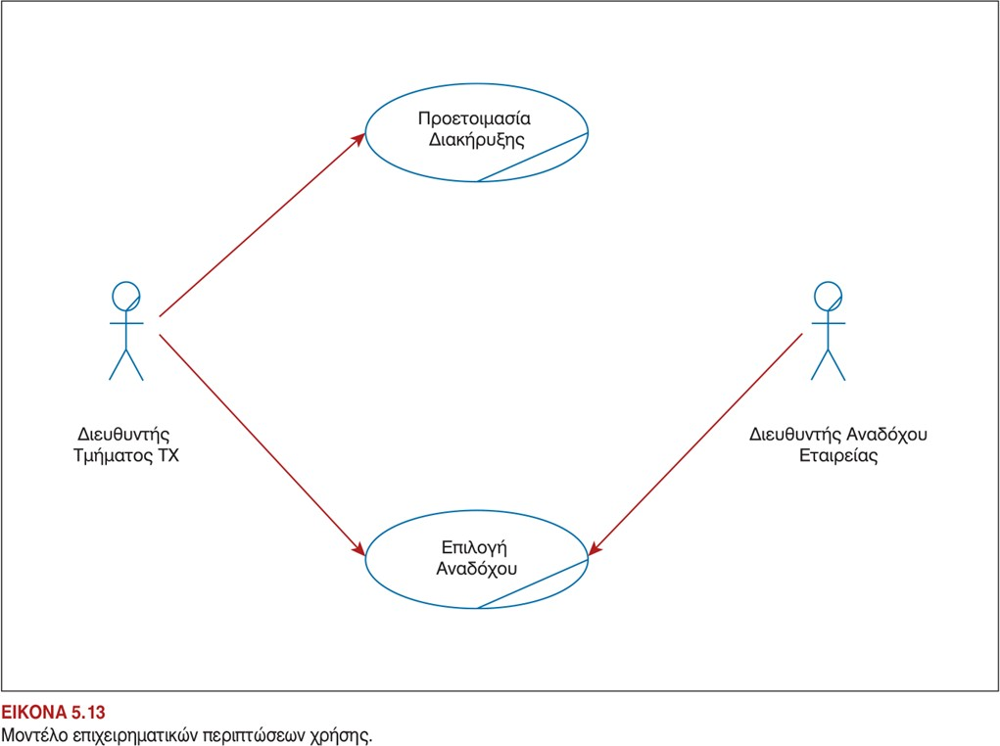 Προετοιμασία
Διακήρυξης
Διευθυντής
Τμήματος ΤΧ
Διευθυντής Αναδόχου
Εταιρείας
Επιλογή
Αναδόχου
ΕΙΚΟΝΑ 5.13
Μοντέλο επιχειρηματικών περιπτώσεων χρήσης.